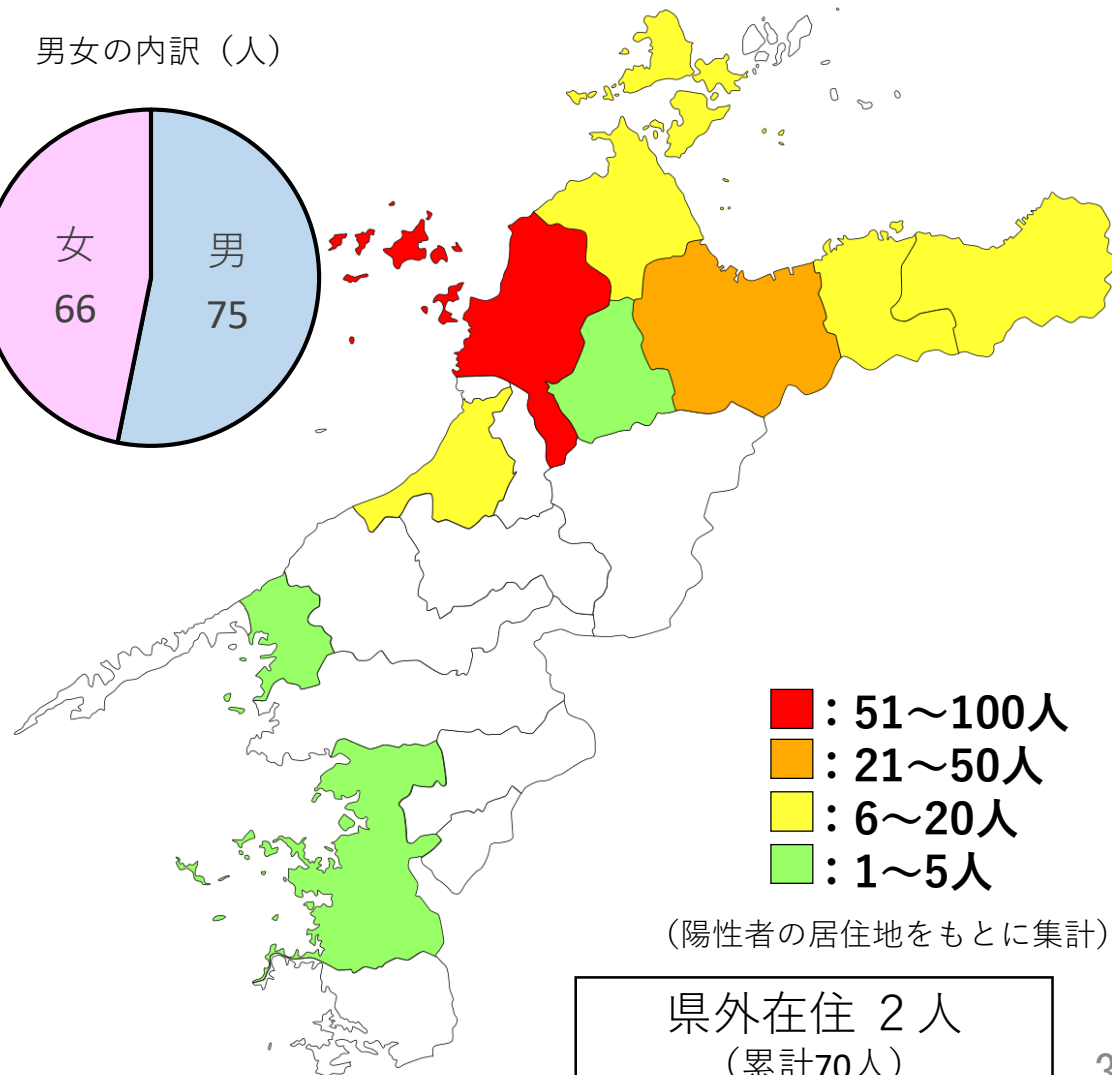 男女の内訳（人）
女
66
男
75
：51～100人
：21～50人
：6～20人
：1～5人
（陽性者の居住地をもとに集計）
県外在住 2人
（累計70人）
3